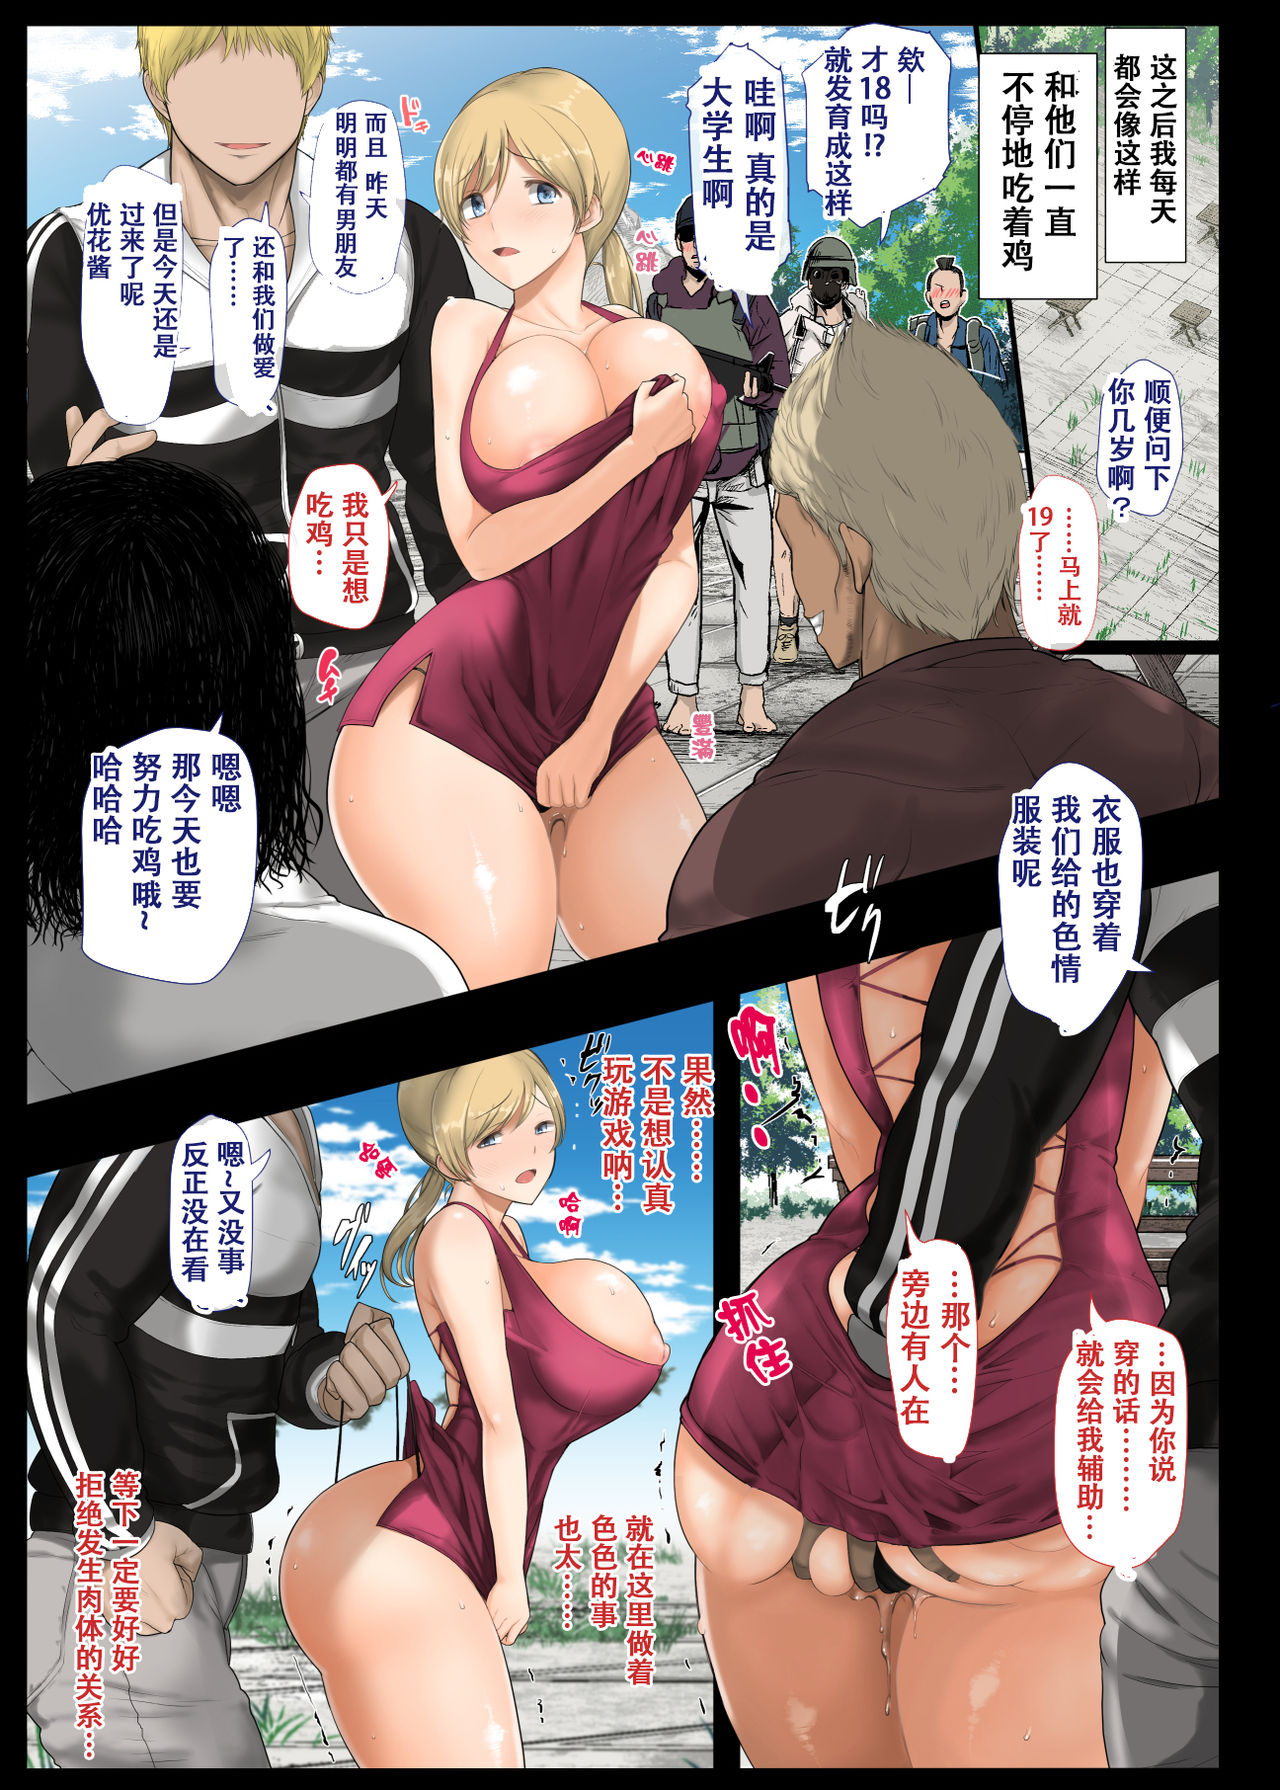 这之后我每天
都会像这样
和他们一直
不停地吃着鸡
顺便问下
你几岁啊？
……马上就
19了……
欸—
才18吗!?
就发育成这样
哇啊 真的是
大学生啊
而且 昨天
明明都有男朋友
还和我们做爱
了……
但是今天还是
过来了呢
优花酱
我只是想
吃鸡…
嗯嗯
那今天也要
努力吃鸡哦~
哈哈哈
心跳
心跳
豐滿
衣服也穿着
我们给的色情
服装呢
…因为你说
穿的话………
就会给我辅助…
…那个…
旁边有人在
果然……
不是想认真
玩游戏呐…
嗯~又没事
反正没在看
就在这里做着
色色的事
也太……
等下一定要好好
拒绝发生肉体的关系…